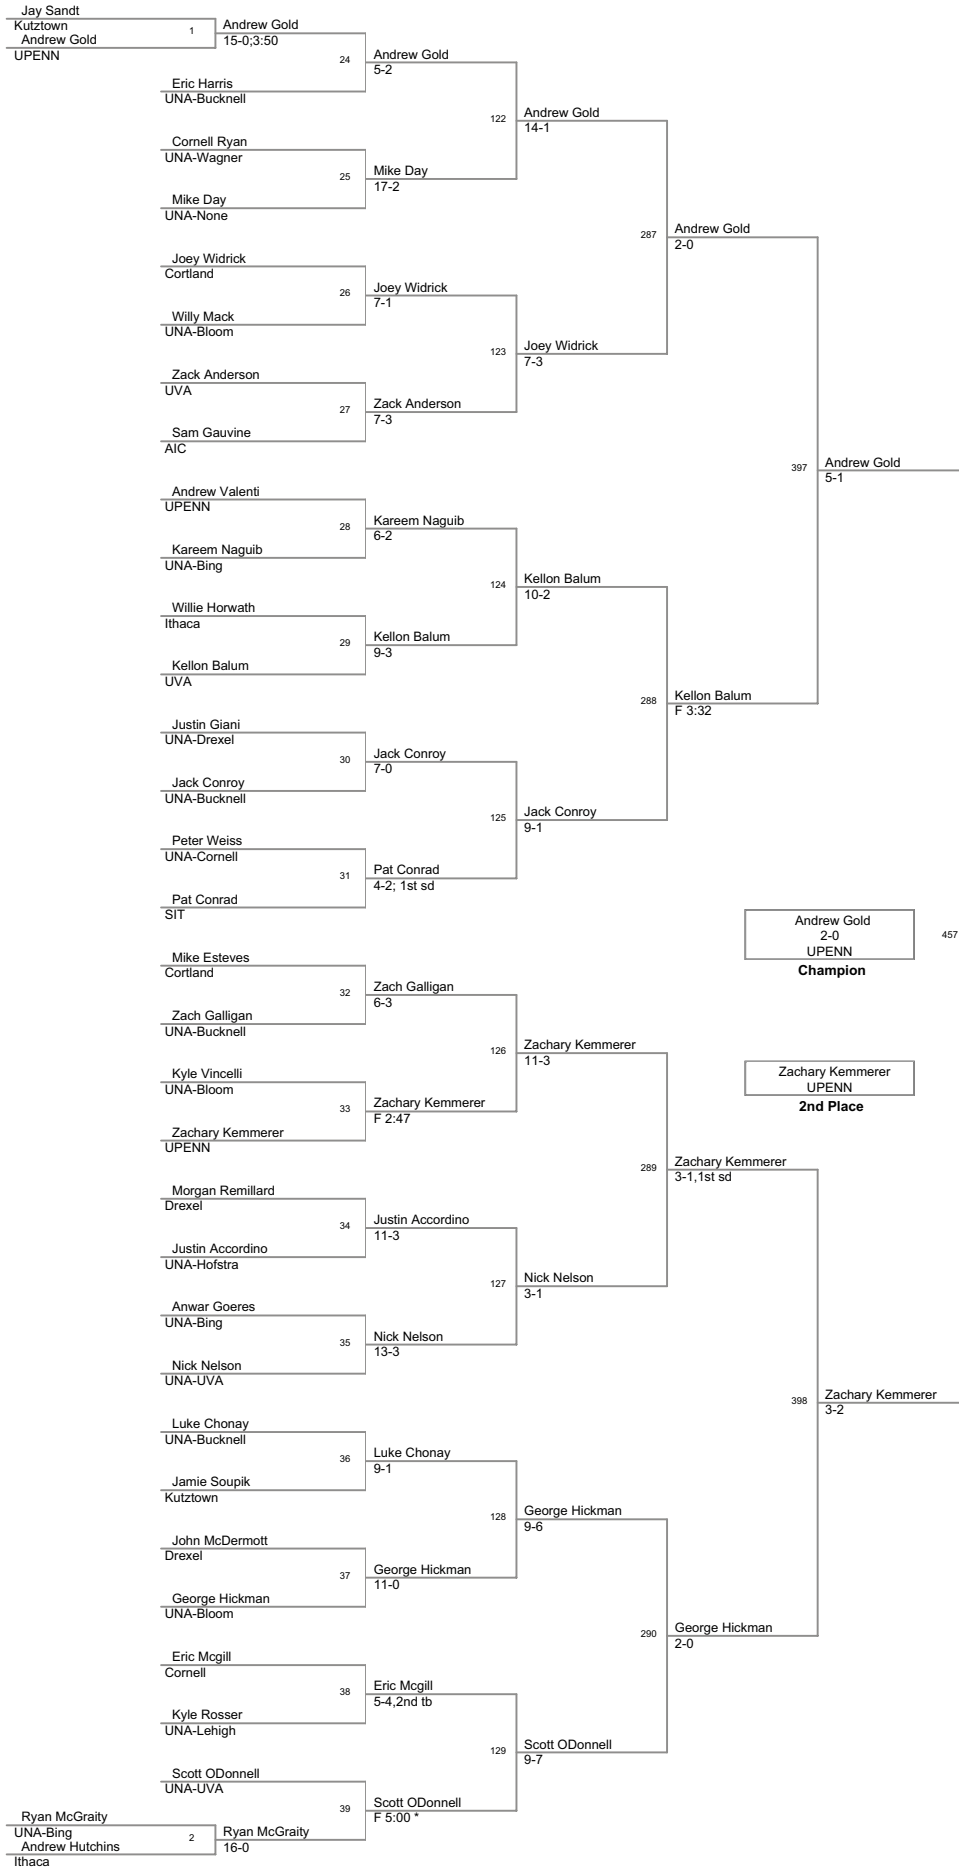 Jay Sandt
Kutztown
1
Andrew Gold
UPENN
Andrew Gold
15-0;3:50
24
Eric Harris
UNA-Bucknell
Andrew Gold
5-2
122
Cornell Ryan
UNA-Wagner
25
Mike Day
UNA-None
Mike Day
17-2
Andrew Gold
14-1
287
Joey Widrick
Cortland
26
Willy Mack
UNA-Bloom
Joey Widrick
7-1
123
Zack Anderson
UVA
27
Sam Gauvine
AIC
Zack Anderson
7-3
Joey Widrick
7-3
Andrew Gold
2-0
397
Andrew Valenti
UPENN
28
Kareem Naguib
UNA-Bing
Kareem Naguib
6-2
124
Willie Horwath
Ithaca
29
Kellon Balum
UVA
Kellon Balum
9-3
Kellon Balum
10-2
288
Justin Giani
UNA-Drexel
30
Jack Conroy
UNA-Bucknell
Jack Conroy
7-0
125
Peter Weiss
UNA-Cornell
31
Pat Conrad
SIT
Pat Conrad
4-2; 1st sd
Jack Conroy
9-1
Kellon Balum
F 3:32
Andrew Gold
5-1
Andrew Gold
2-0
UPENN
Champion
457
Zachary Kemmerer
UPENN
2nd Place
Mike Esteves
Cortland
32
Zach Galligan
UNA-Bucknell
Zach Galligan
6-3
126
Kyle Vincelli
UNA-Bloom
33
Zachary Kemmerer
UPENN
Zachary Kemmerer
F 2:47
Zachary Kemmerer
11-3
289
Morgan Remillard
Drexel
34
Justin Accordino
UNA-Hofstra
Justin Accordino
11-3
127
Anwar Goeres
UNA-Bing
35
Nick Nelson
UNA-UVA
Nick Nelson
13-3
Nick Nelson
3-1
Zachary Kemmerer
3-1,1st sd
398
Zachary Kemmerer
3-2
Luke Chonay
UNA-Bucknell
36
Jamie Soupik
Kutztown
Luke Chonay
9-1
128
John McDermott
Drexel
37
George Hickman
UNA-Bloom
George Hickman
11-0
George Hickman
9-6
290
George Hickman
2-0
Eric Mcgill
Cornell
38
Kyle Rosser
UNA-Lehigh
Eric Mcgill
5-4,2nd tb
129
Scott ODonnell
9-7
Scott ODonnell
UNA-UVA
39
Scott ODonnell
F 5:00 *
Ryan McGraity
UNA-Bing
2
Andrew Hutchins
Ithaca
Ryan McGraity
16-0